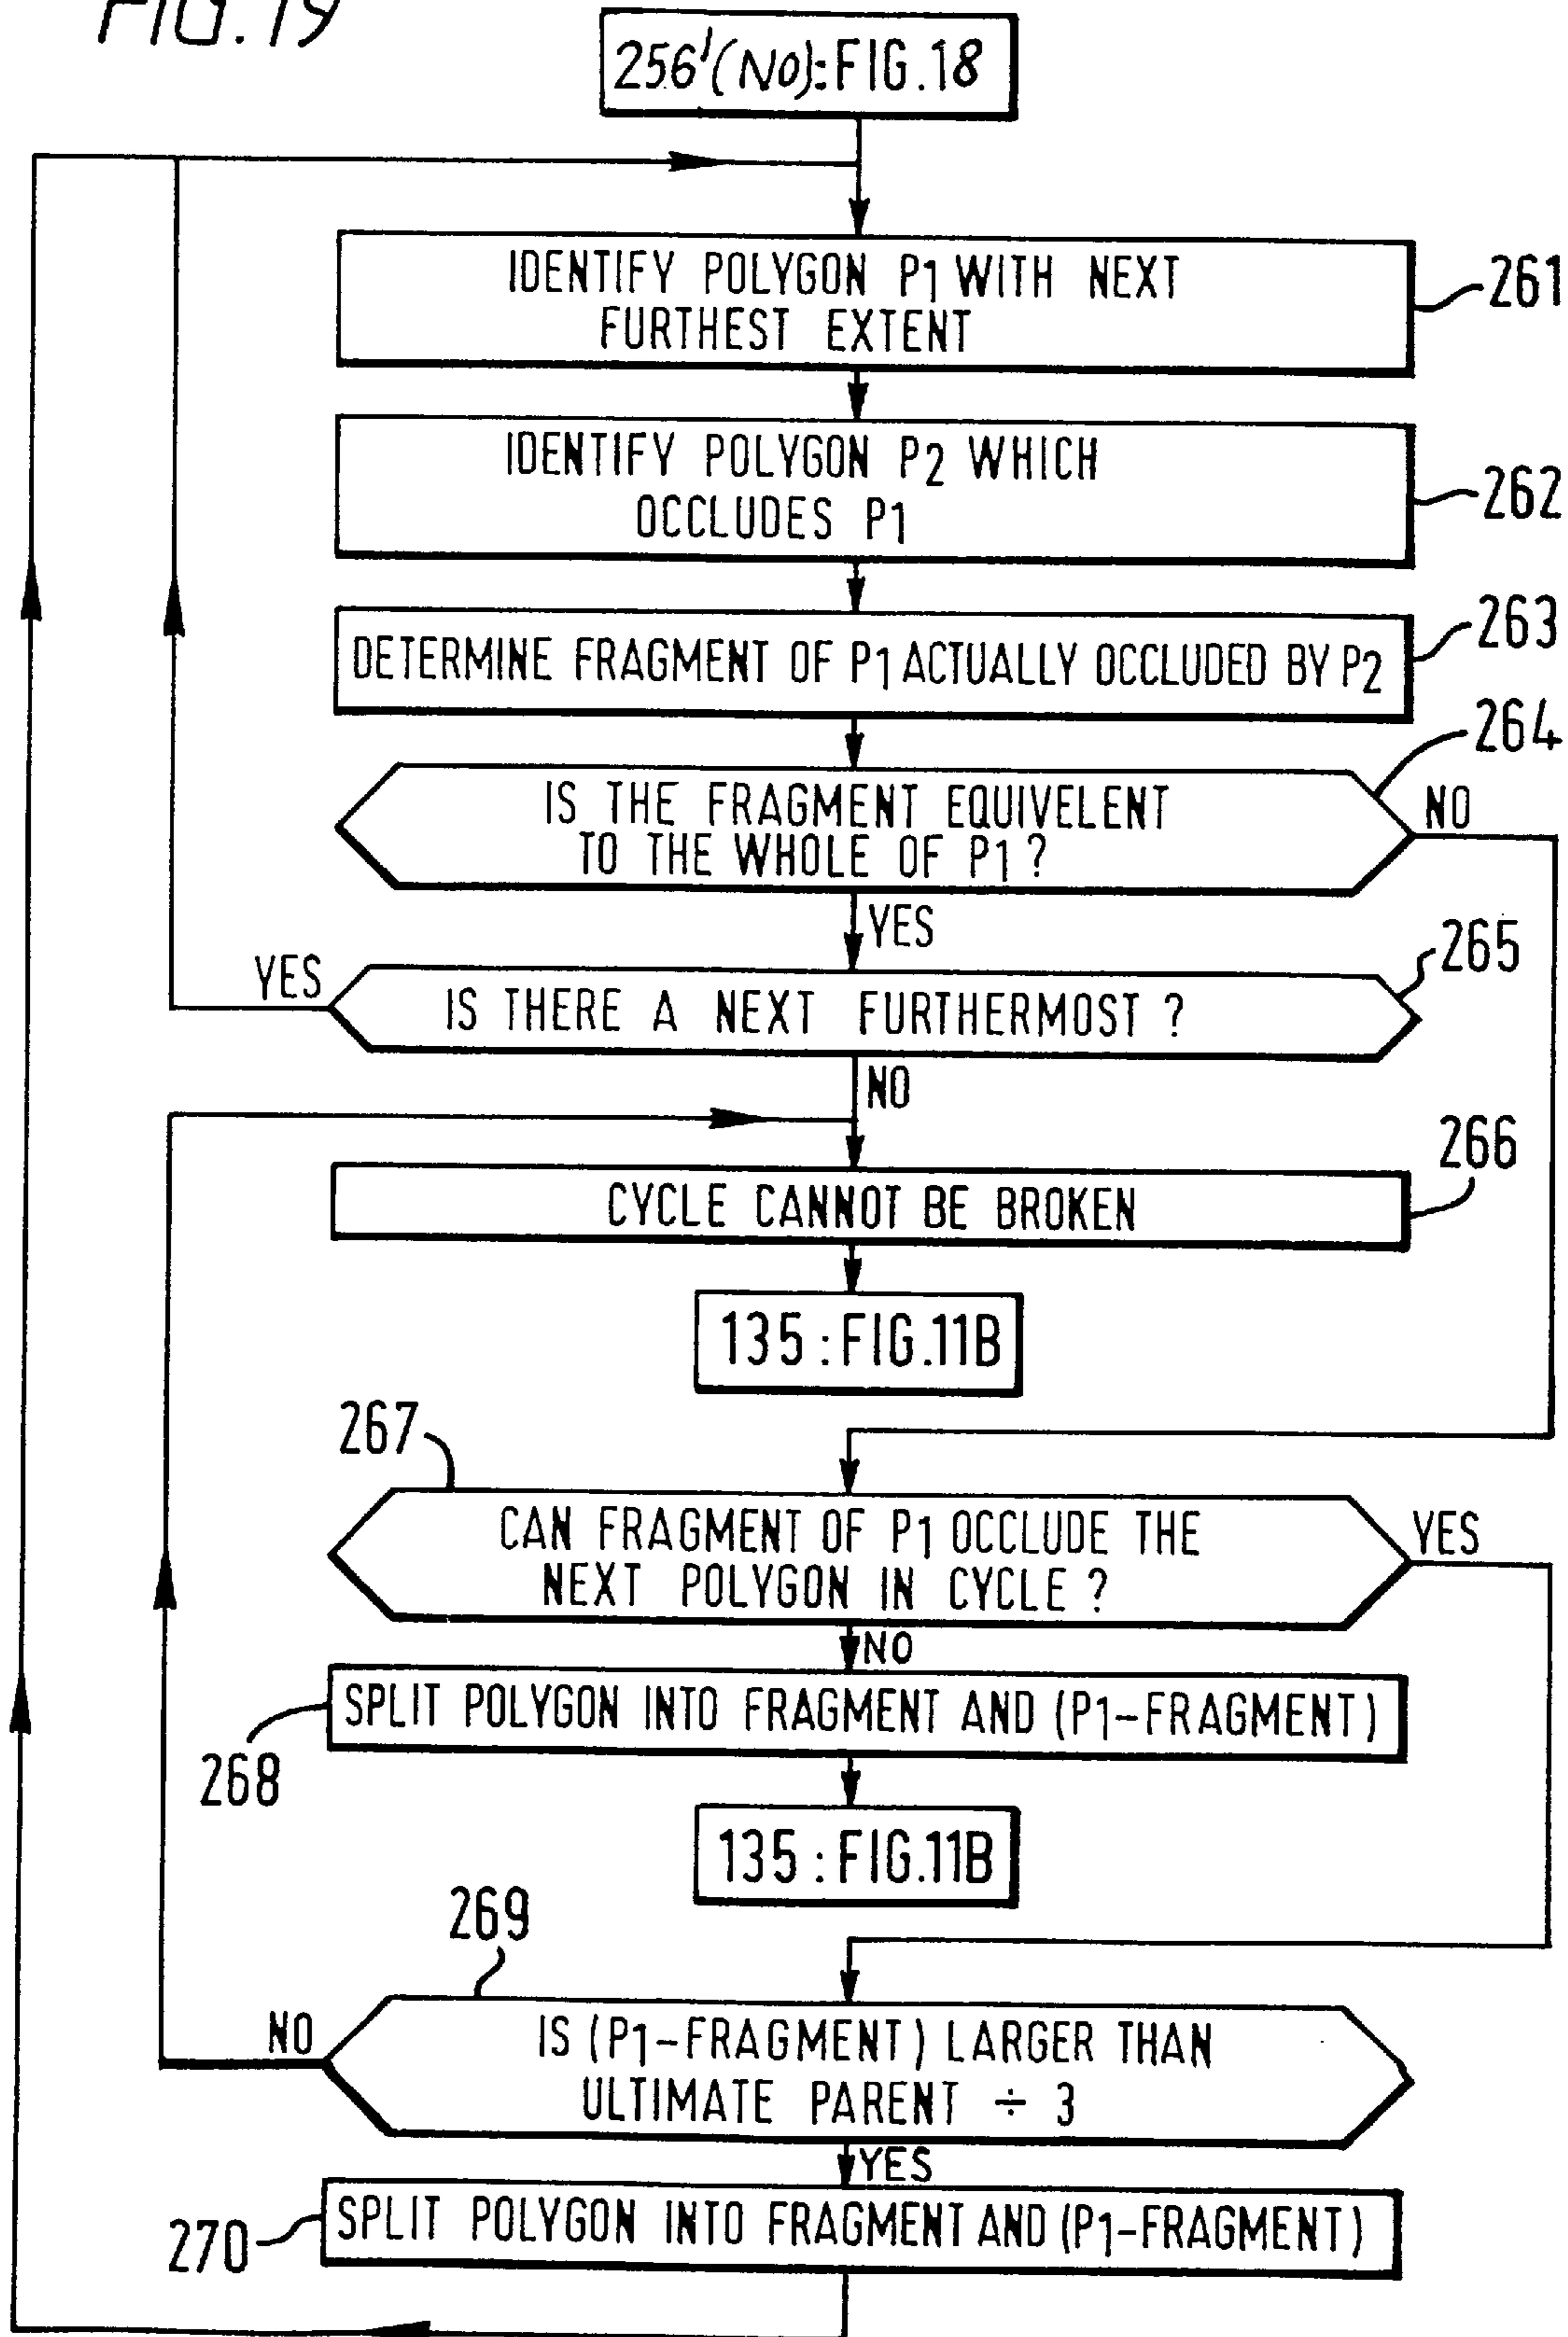 FIG. 19
256'(NO):FIG.18
IDENTIFY POLYGON P1 WITH NEXT
FURTHEST EXTENT
261
IDENTIFY POLYGON P2 WHICH
OCCLUDES P1
262
DETERMINE FRAGMENT OF P1 ACTUALLY OCCLUDED BY P2
263
264
IS THE FRAGMENT EQUIVELENT
TO THE WHOLE OF P1 ?
NO
YES
265
YES
IS THERE A NEXT FURTHERMOST ?
NO
266
CYCLE CANNOT BE BROKEN
135 : FIG.11B
267
CAN FRAGMENT OF P1 OCCLUDE THE
NEXT POLYGON IN CYCLE ?
YES
NO
SPLIT POLYGON INTO FRAGMENT AND (P1-FRAGMENT)
268
135 : FIG.11B
269
NO
IS (P1-FRAGMENT) LARGER THAN
ULTIMATE PARENT ÷ 3
YES
SPLIT POLYGON INTO FRAGMENT AND (P1-FRAGMENT)
270